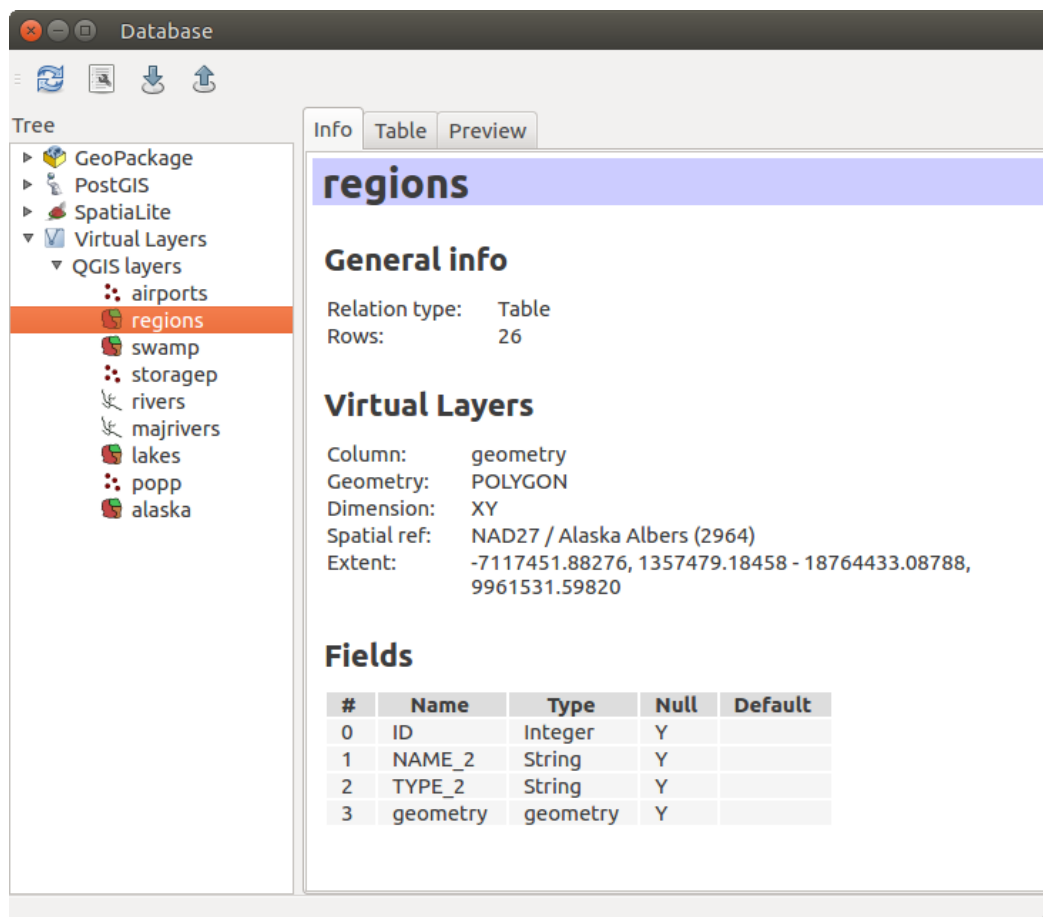 Database
Tree
GeoPackage
PostGIS
SpatiaLite
Virtual Layers
QGIS layers
airports
regions
swamp
storagep
rivers
majrivers
lakes
popp
alaska
Info Table Preview
regions
General info
Relation type: Table
Rows: 26
Virtual Layers
Column: geometry
Geometry: POLYGON
Dimension: XY
Spatial ref: NAD27 / Alaska Albers (2964)
Extent: -7117451.88276, 1357479.18458 - 18764433.08788,
9961531.59820
Fields
# Name Type Null Default
0 ID Integer Y
1 NAME_2 String Y
2 TYPE_2 String Y
3 geometry geometry Y